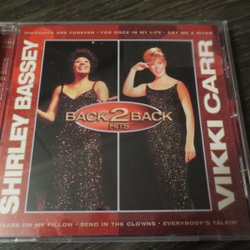 DIAMONDS ARE FOREVER · FOR ONCE IN MY LIFE · CRY ME A RIVER
SHIRLEY BASSEY
BACK 2 BACK
HITS
VIKKI CARR
TEARS ON MY PILLOW · SEND IN THE CLOWNS · EVERYBODY'S TALKIN